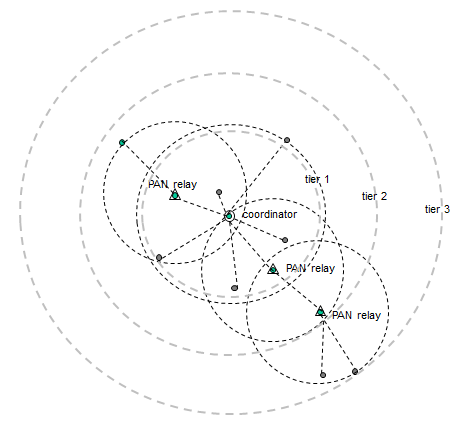 tier 1
PAN relay
tier 2
tier 3
coordinator
PAN relay
PAN relay